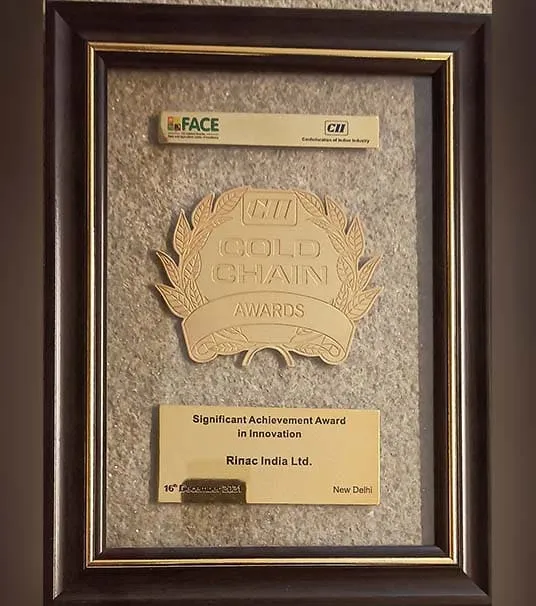 FACE
CII
Confederation of Indian Industry
CII
COLD
CHAIN
AWARDS
Significant Achievement Award
in Innovation
Rinac India Ltd.
16th December 2021
New Delhi